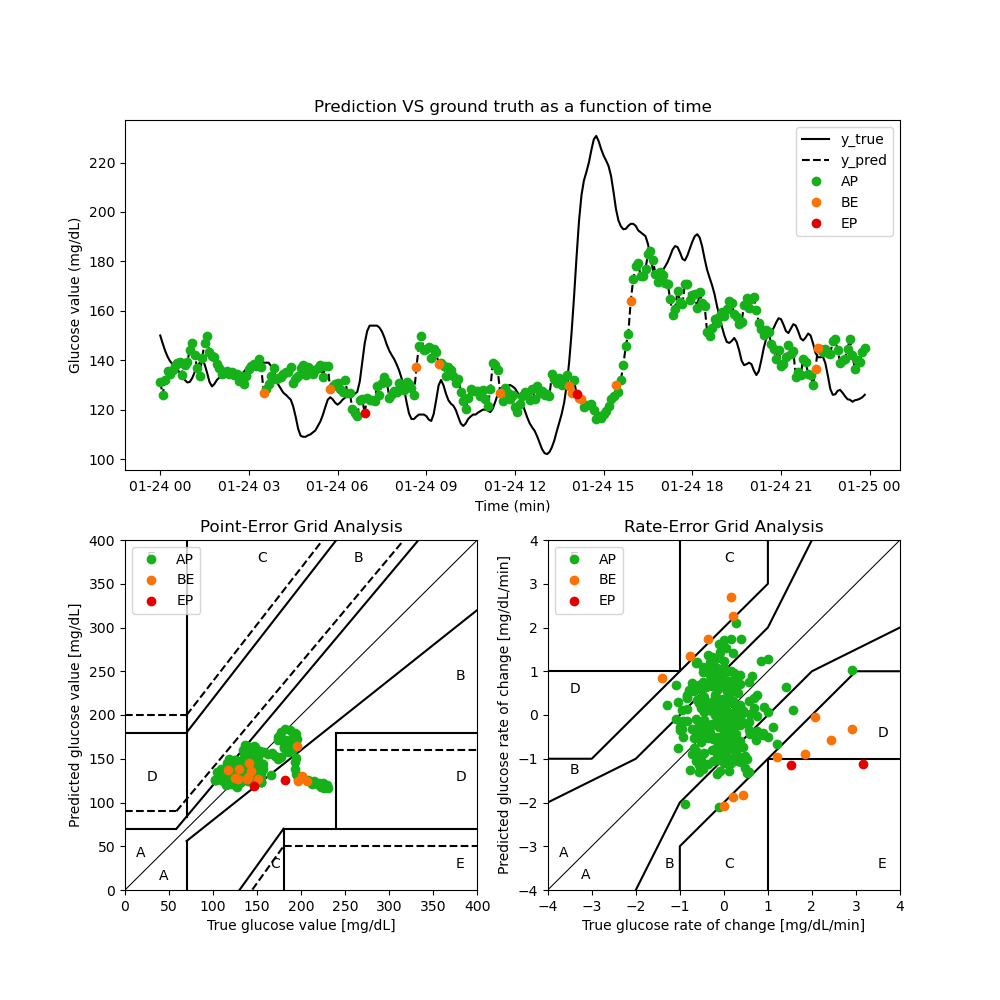 Prediction VS ground truth as a function of time
Glucose value (mg/dL)
220
200
180
160
140
120
100
y_true
y_pred
AP
BE
EP
01-24 00 01-24 03 01-24 06 01-24 09 01-24 12 01-24 15 01-24 18 01-24 21 01-25 00
Time (min)
Point-Error Grid Analysis
Predicted glucose value [mg/dL]
400
350
300
250
200
150
100
50
0
AP
BE
EP
C
B
B
D
D
A
A
C
E
0 50 100 150 200 250 300 350 400
True glucose value [mg/dL]
Rate-Error Grid Analysis
Predicted glucose rate of change [mg/dL/min]
4
3
2
1
0
−1
−2
−3
−4
AP
BE
EP
C
D
D
B
A
A
B
C
E
−4 −3 −2 −1 0 1 2 3 4
True glucose rate of change [mg/dL/min]